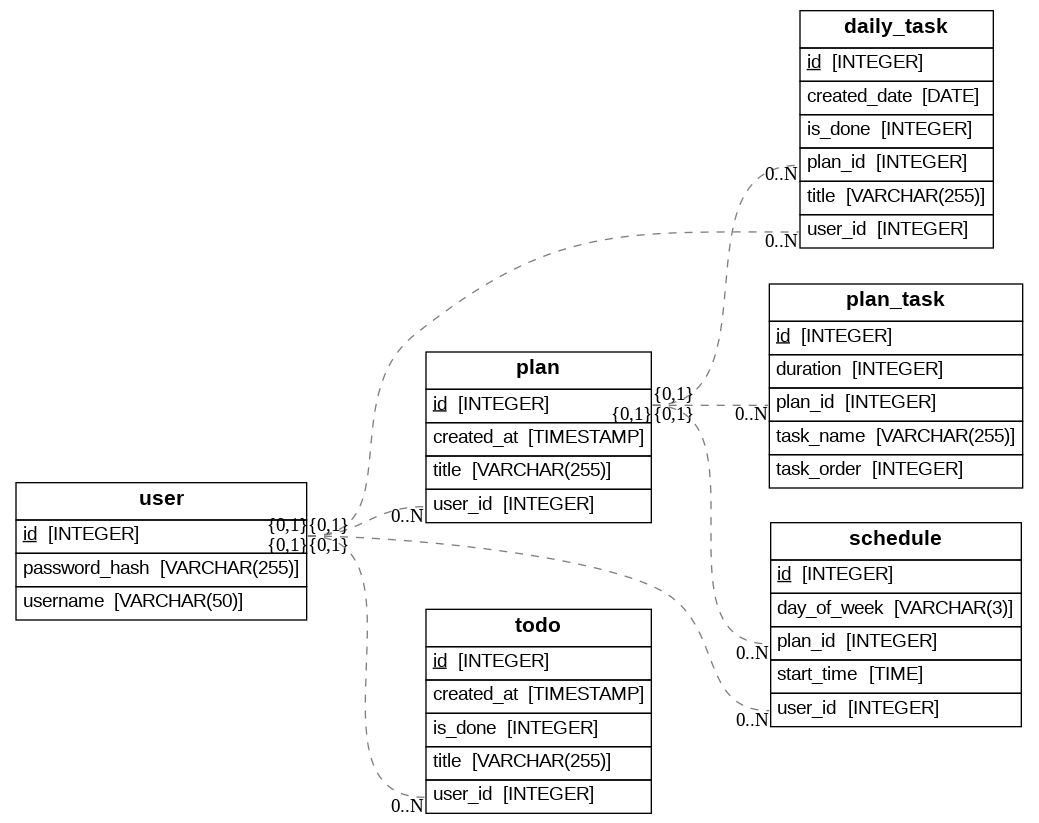 daily_task
id [INTEGER]
created_date [DATE]
is_done [INTEGER]
plan_id [INTEGER]
0..N
title [VARCHAR(255)]
user_id [INTEGER]
0..N
plan_task
id [INTEGER]
duration [INTEGER]
plan_id [INTEGER]
0..N
task_name [VARCHAR(255)]
task_order [INTEGER]
plan
id [INTEGER]
{0,1}
{0,1}{0,1}
created_at [TIMESTAMP]
title [VARCHAR(255)]
user_id [INTEGER]
0..N
user
id [INTEGER]
{0,1}{0,1}
{0,1}{0,1}
password_hash [VARCHAR(255)]
username [VARCHAR(50)]
schedule
id [INTEGER]
day_of_week [VARCHAR(3)]
plan_id [INTEGER]
0..N
start_time [TIME]
user_id [INTEGER]
0..N
todo
id [INTEGER]
created_at [TIMESTAMP]
is_done [INTEGER]
title [VARCHAR(255)]
user_id [INTEGER]
0..N